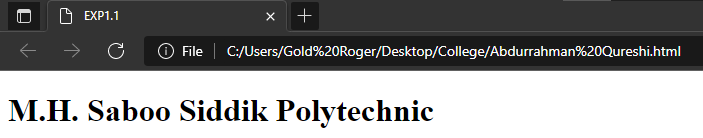 EXP1.1
File C:/Users/Gold%20Roger/Desktop/College/Abdurrahman%20Qureshi.html
M.H. Saboo Siddik Polytechnic